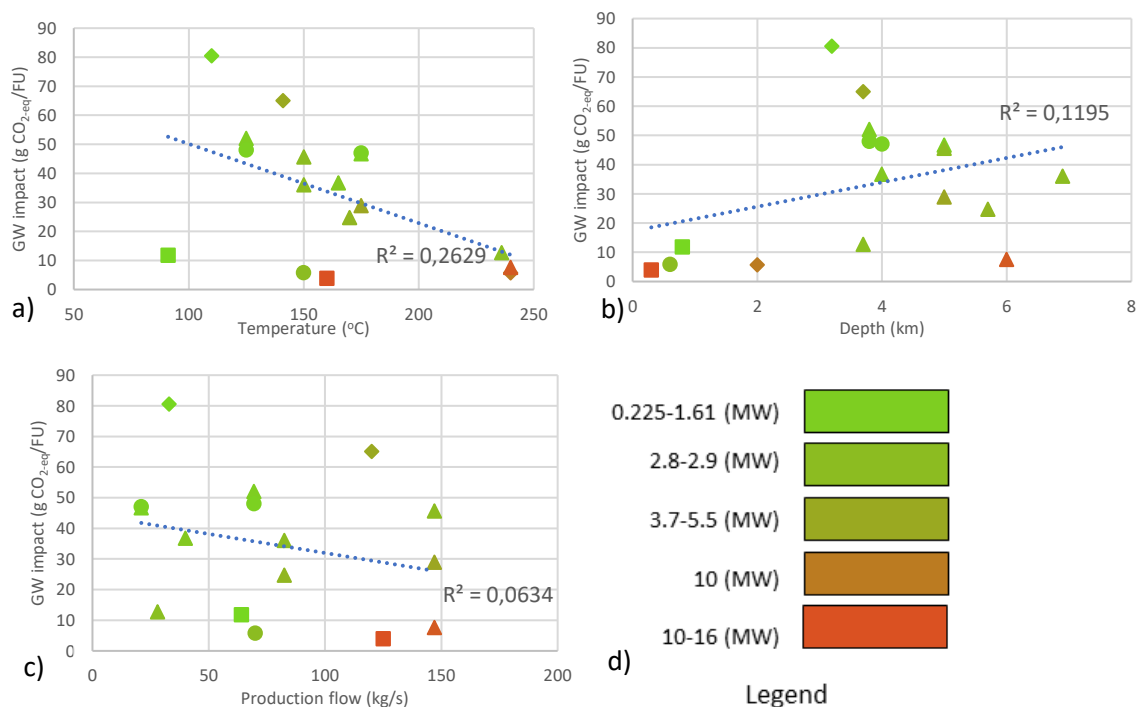 GW impact (g CO2-eq/FU)
90
80
70
60
50
40
30
20
10
0
R² = 0,2629
50
100
150
200
250
Temperature (oC)
a)
GW impact (g CO2-eq/FU)
90
80
70
60
50
40
30
20
10
0
R² = 0,1195
0
2
4
6
8
Depth (km)
b)
GW impact (g CO2-eq/FU)
90
80
70
60
50
40
30
20
10
0
R² = 0,0634
0
50
100
150
200
Production flow (kg/s)
c)
0.225-1.61 (MW)
2.8-2.9 (MW)
3.7-5.5 (MW)
10 (MW)
10-16 (MW)
d)
Legend